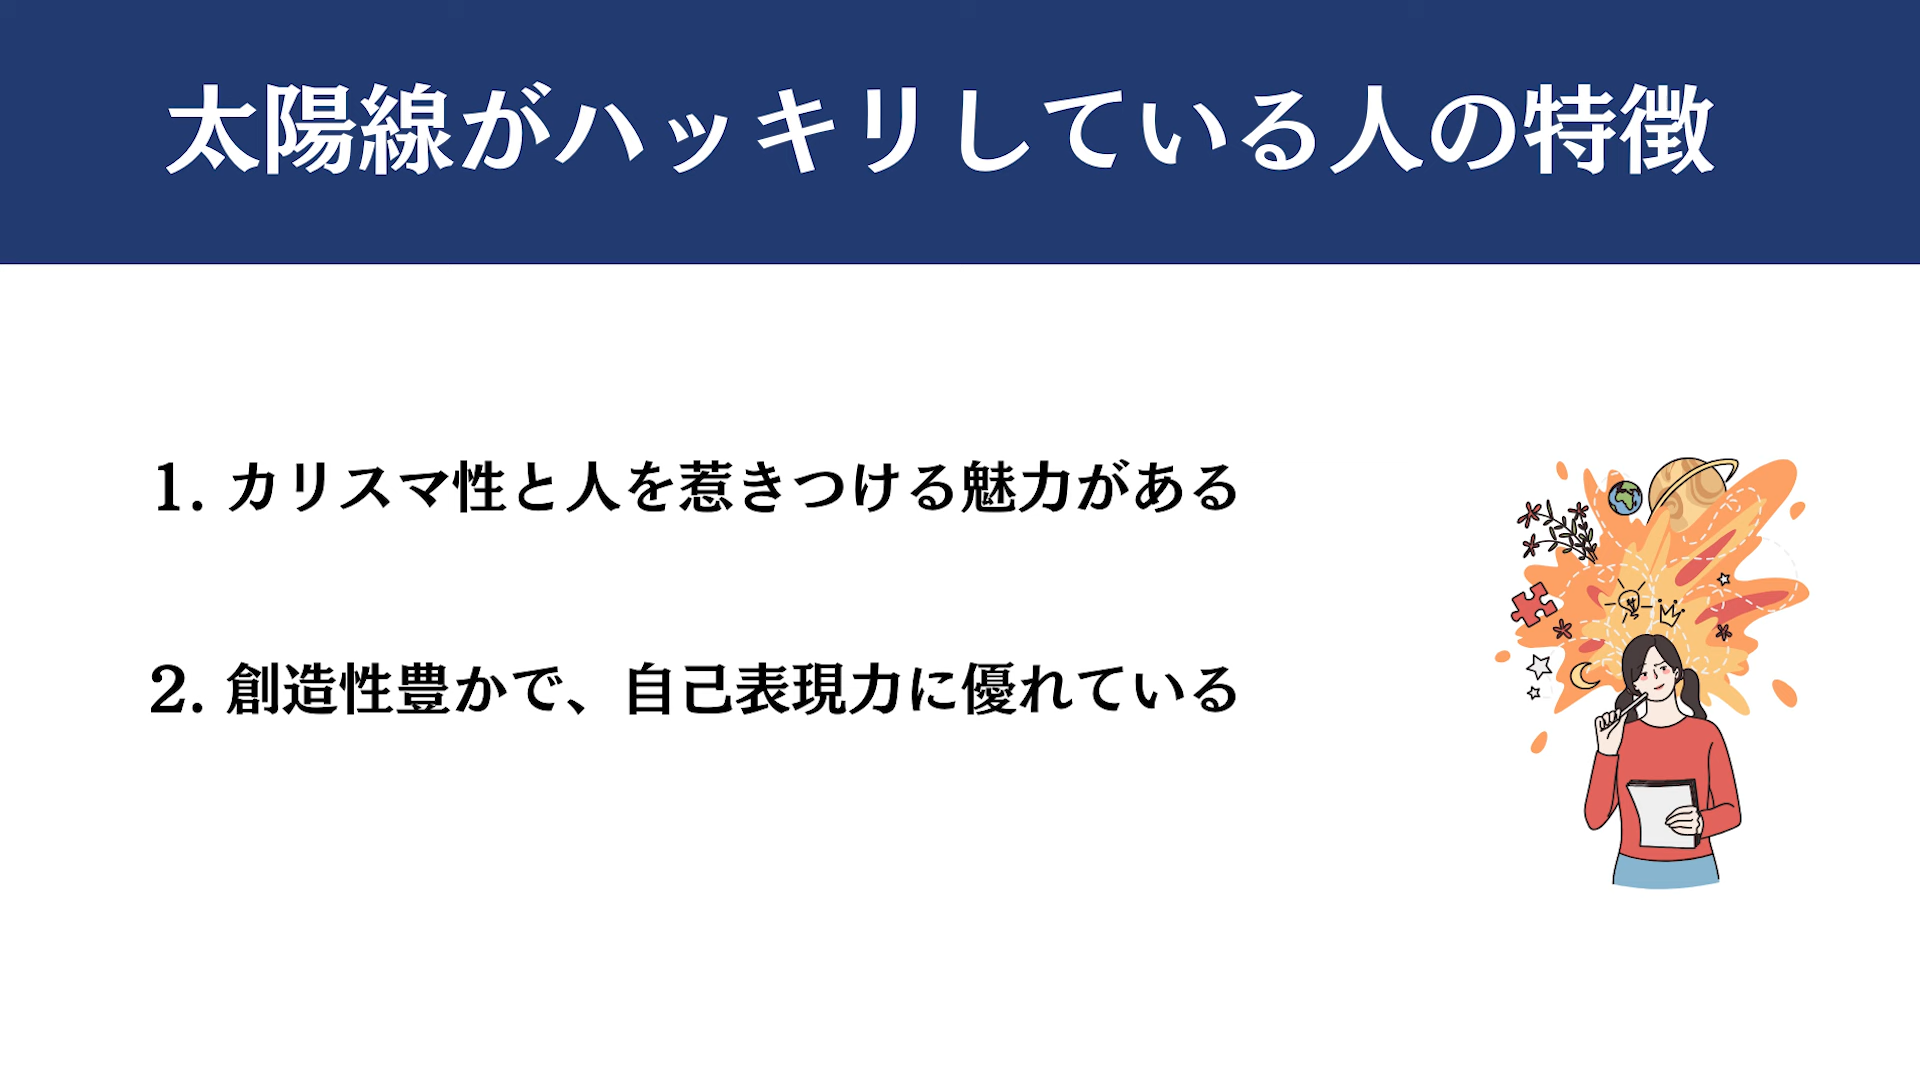 太陽線がハッキリしている人の特徴
1. カリスマ性と人を惹きつける魅力がある
2. 創造性豊かで、自己表現力に優れている